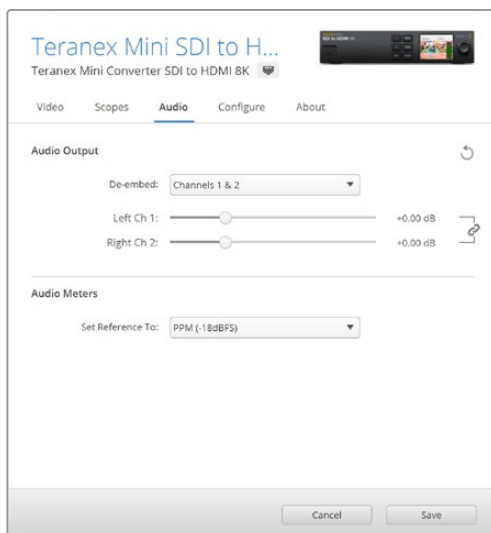 Teranex Mini SDI to H...
Teranex Mini Converter SDI to HDMI 8K
Video Scopes Audio Configure About
Audio Output
De-embed: Channels 1 & 2
Left Ch 1: +0.00 dB
Right Ch 2: +0.00 dB
Audio Meters
Set Reference To: PPM (-18dBFS)
Cancel Save